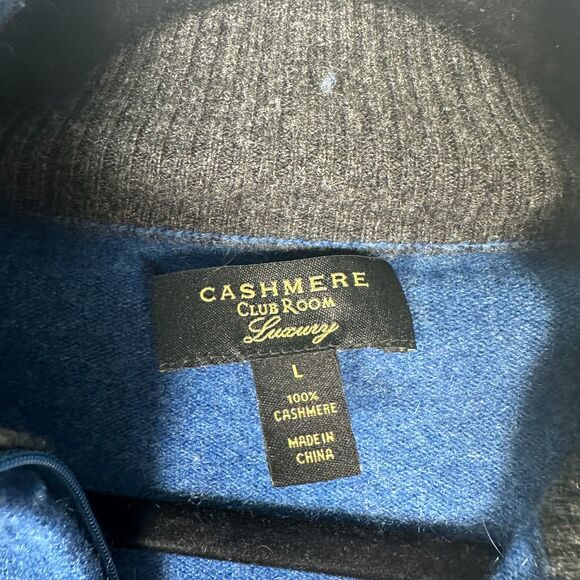 CASHMERE
CLUB ROOM
Luxury
L
100%
CASHMERE
MADE IN
CHINA